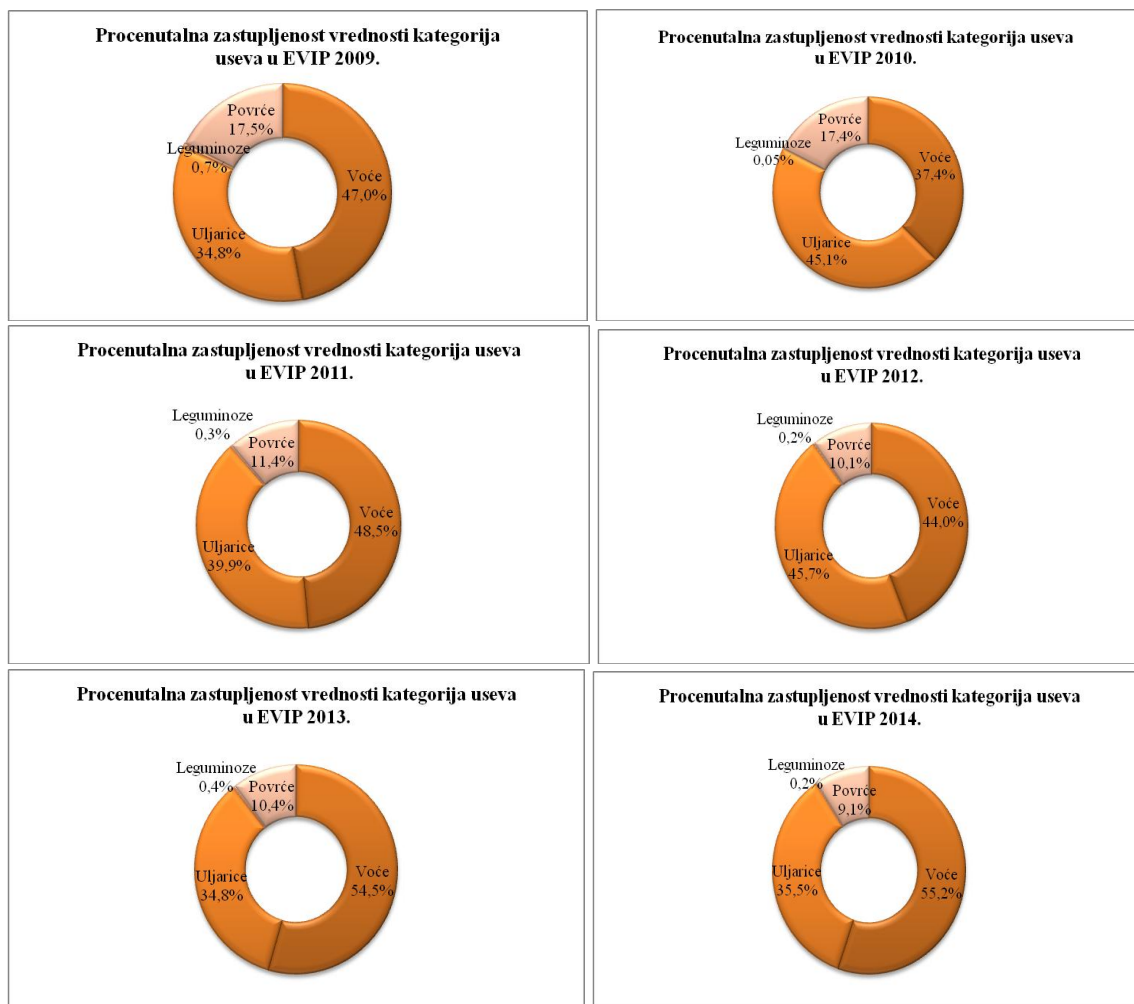 Procenutalna zastupljenost vrednosti kategorija
useva u EVIP 2009.
Povrće
17,5%
Leguminoze
0,7%
Voće
47,0%
Uljarice
34,8%
Procenutalna zastupljenost vrednosti kategorija useva
u EVIP 2010.
Povrće
17,4%
Leguminoze
0,05%
Voće
37,4%
Uljarice
45,1%
Procenutalna zastupljenost vrednosti kategorija useva
u EVIP 2011.
Leguminoze
0,3%
Povrće
11,4%
Voće
48,5%
Uljarice
39,9%
Procenutalna zastupljenost vrednosti kategorija useva
u EVIP 2012.
Leguminoze
0,2%
Povrće
10,1%
Voće
44,0%
Uljarice
45,7%
Procenutalna zastupljenost vrednosti kategorija useva
u EVIP 2013.
Leguminoze
0,4%
Povrće
10,4%
Voće
54,5%
Uljarice
34,8%
Procenutalna zastupljenost vrednosti kategorija useva
u EVIP 2014.
Leguminoze
0,2%
Povrće
9,1%
Voće
55,2%
Uljarice
35,5%